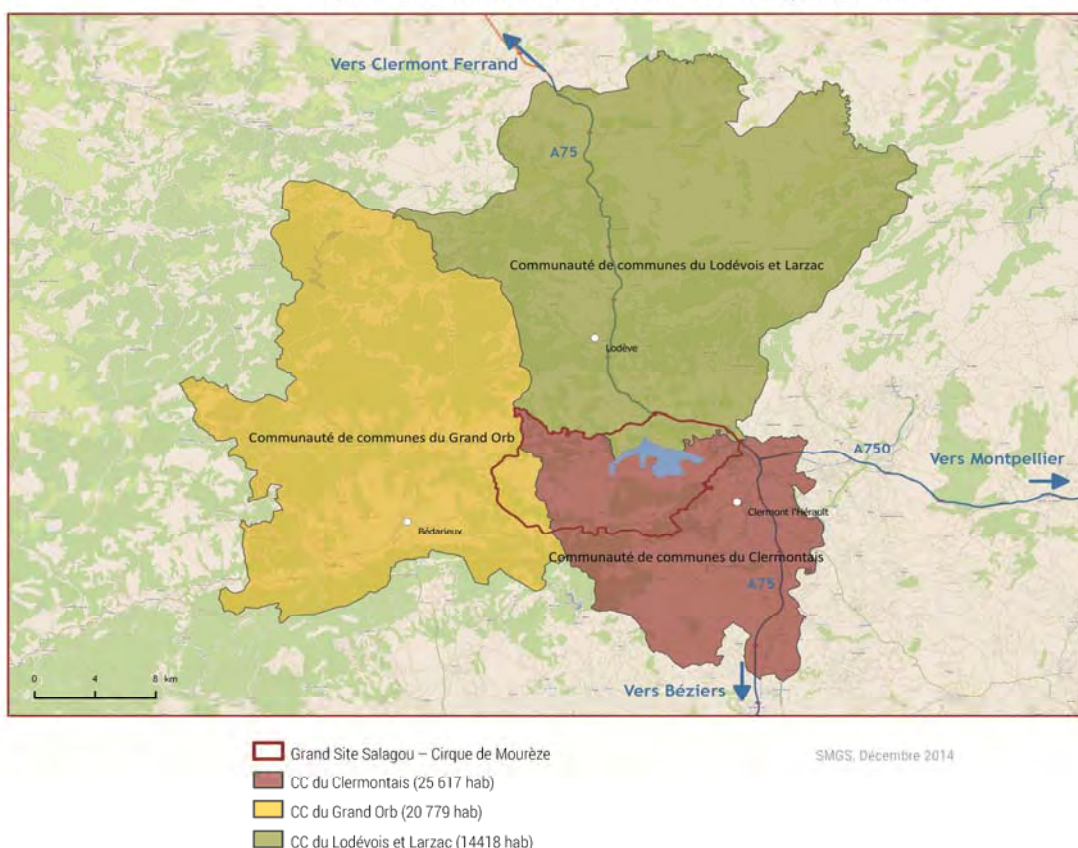 Vers Clermont Ferrand
A75
Communauté de communes du Lodévois et Larzac
Lodève
Communauté de communes du Grand Orb
A750
Vers Montpellier
Clermont l'Hérault
Bédarieux
Communauté de communes du Clermontais
A75
Vers Béziers
0 4 8 km
Grand Site Salagou – Cirque de Mourèze
SMGS, Décembre 2014
CC du Clermontais (25 617 hab)
CC du Grand Orb (20 779 hab)
CC du Lodévois et Larzac (14418 hab)